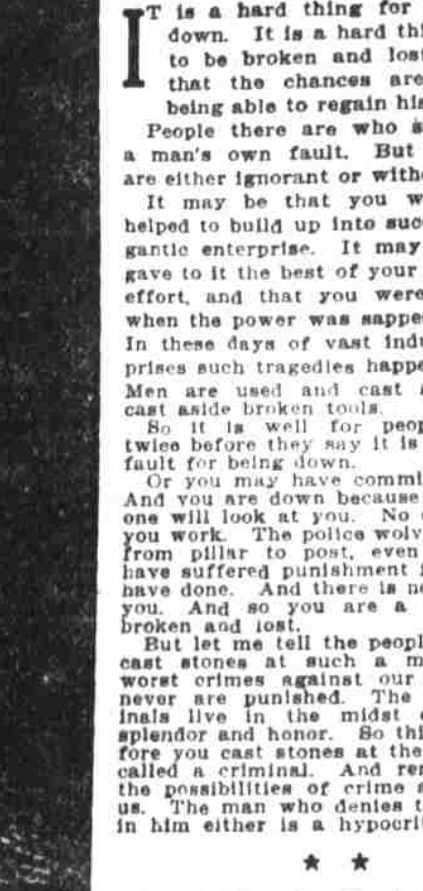 IT is a hard thing for
down. It is a hard thi
to be broken and lost
that the chances are
being able to regain his
People there are who s
a man's own fault. But
are either ignorant or witho
It may be that you w
helped to build up into suc
gantic enterprise. It may
gave to it the best of your
effort, and that you were
when the power was sappe
In these days of vast indu
prises such tragedies happe
Men are used and cast a
cast aside broken tools.
So it is well for peop
twice before they say it is
fault for being down.
Or you may have commi
And you are down because
one will look at you. No
you work. The police wolv
from pillar to post, even
have suffered punishment
have done. And there is no
you. And so you are a
broken and lost.
But let me tell the peopl
cast stones at such a m
worst crimes against our
never are punished. The
inals live in the midst
splendor and honor. So thi
fore you cast stones at the
called a criminal. And re
the possibilities of crime a
us. The man who denies t
in him either is a hypocri
★ ★